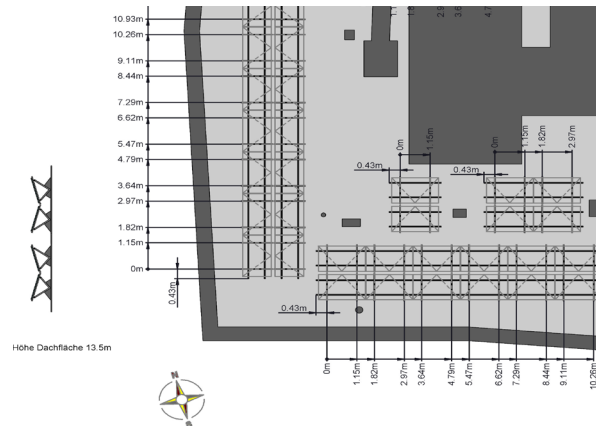 10.93m
10.26m
9.11m
8.44m
7.29m
6.62m
5.47m
4.79m
3.64m
2.97m
1.82m
1.15m
0m
0.43m
0m
1.15m
0.43m
0m
1.15m
1.82m
2.97m
0.43m
0.43m
0m
1.15m
1.82m
2.97m
3.64m
4.79m
5.47m
6.62m
7.29m
8.44m
9.11m
10.26m
Höhe Dachfläche 13.5m
N
S